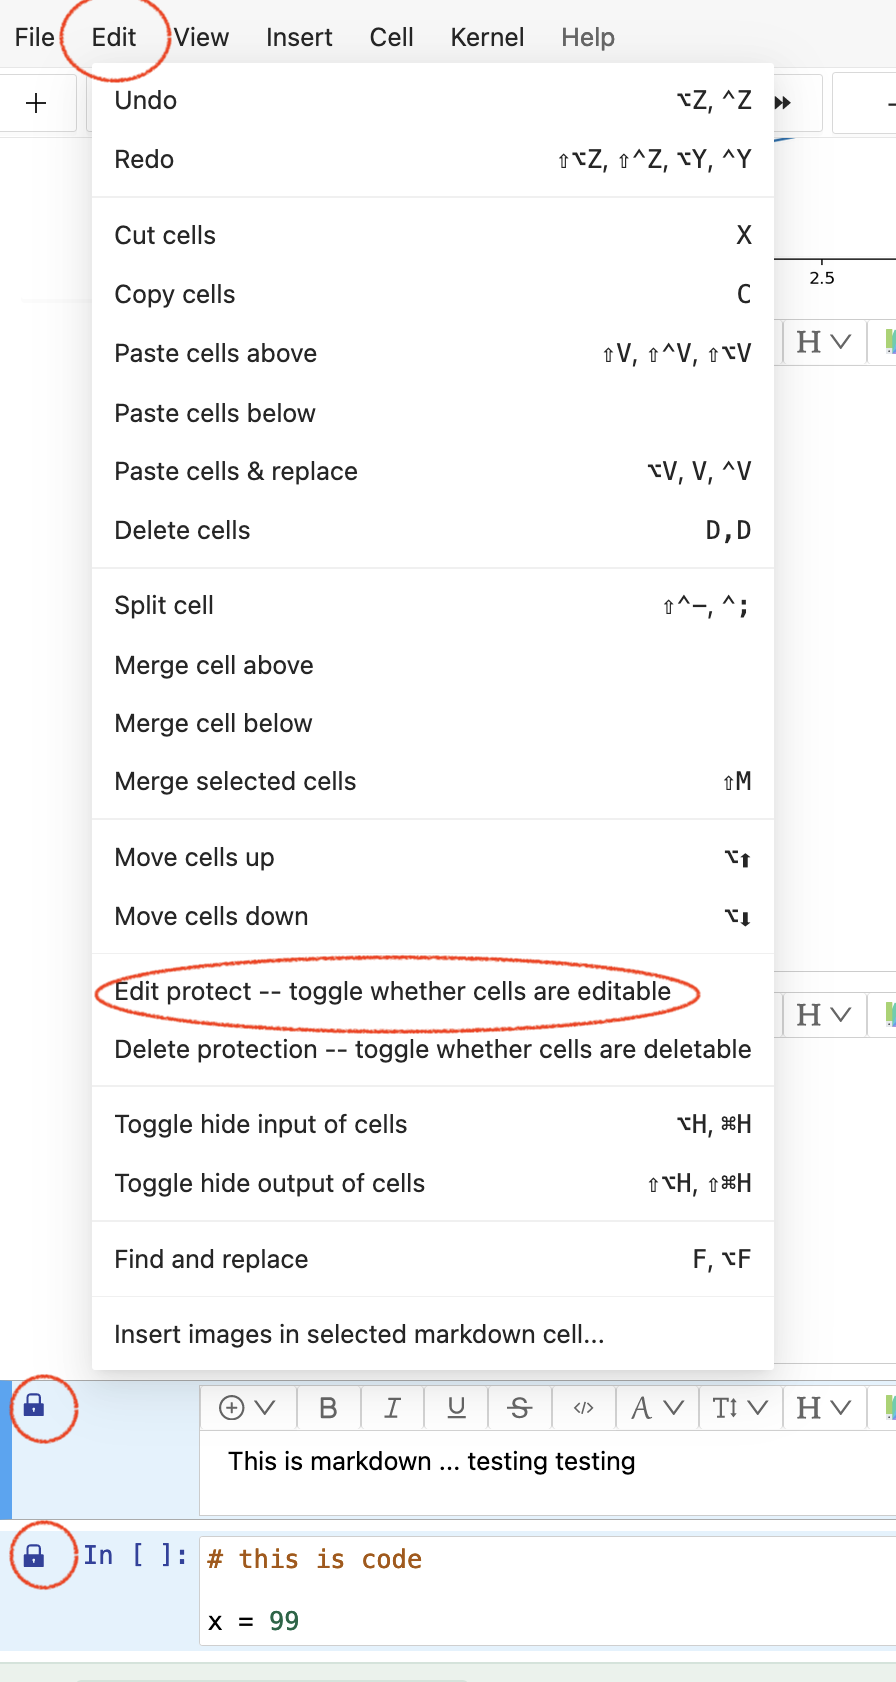 File Edit View Insert Cell Kernel Help
Undo ⌥Z, ^Z
Redo ⇧⌥Z, ⇧^Z, ⌥Y, ^Y
Cut cells X
2.5
Copy cells C
Paste cells above ⇧V, ⇧^V, ⇧⌥V
H
Paste cells below
Paste cells & replace ⌥V, V, ^V
Delete cells D,D
Split cell ⇧^–, ^;
Merge cell above
Merge cell below
Merge selected cells ⇧M
Move cells up ⌥⬆
Move cells down ⌥⬇
Edit protect -- toggle whether cells are editable
H
Delete protection -- toggle whether cells are deletable
Toggle hide input of cells ⌥H, ⌘H
Toggle hide output of cells ⇧⌥H, ⇧⌘H
Find and replace F, ⌥F
Insert images in selected markdown cell...
B I U S </> A T H
This is markdown ... testing testing
In [ ]: # this is code
x = 99